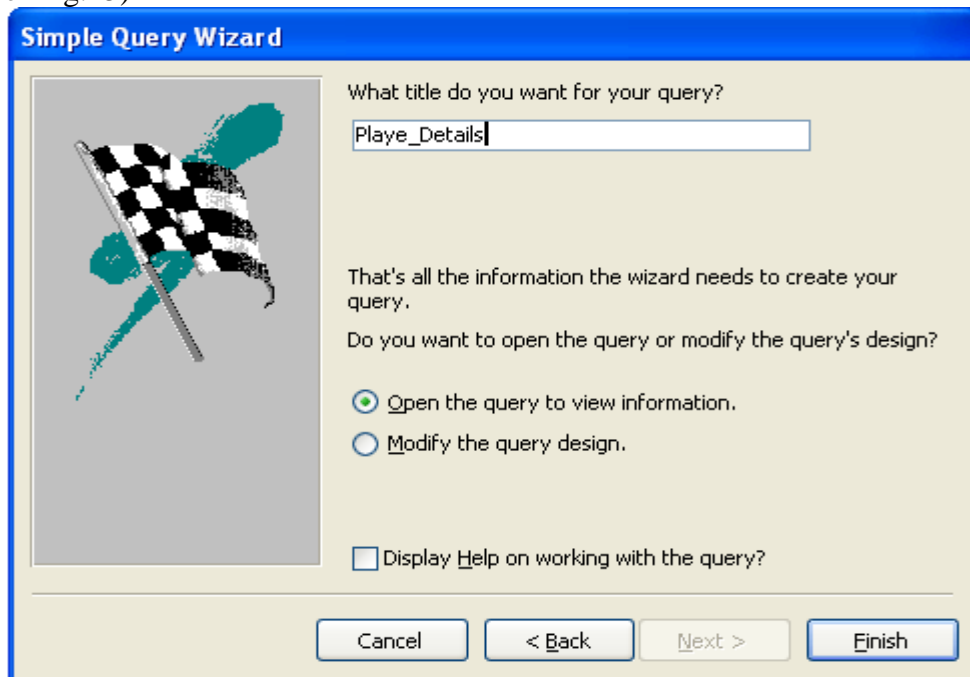 Simple Query Wizard
What title do you want for your query?
Playe_Details
That's all the information the wizard needs to create your
query.
Do you want to open the query or modify the query's design?
Open the query to view information.
Modify the query design.
Display Help on working with the query?
Cancel
< Back
Next >
Finish